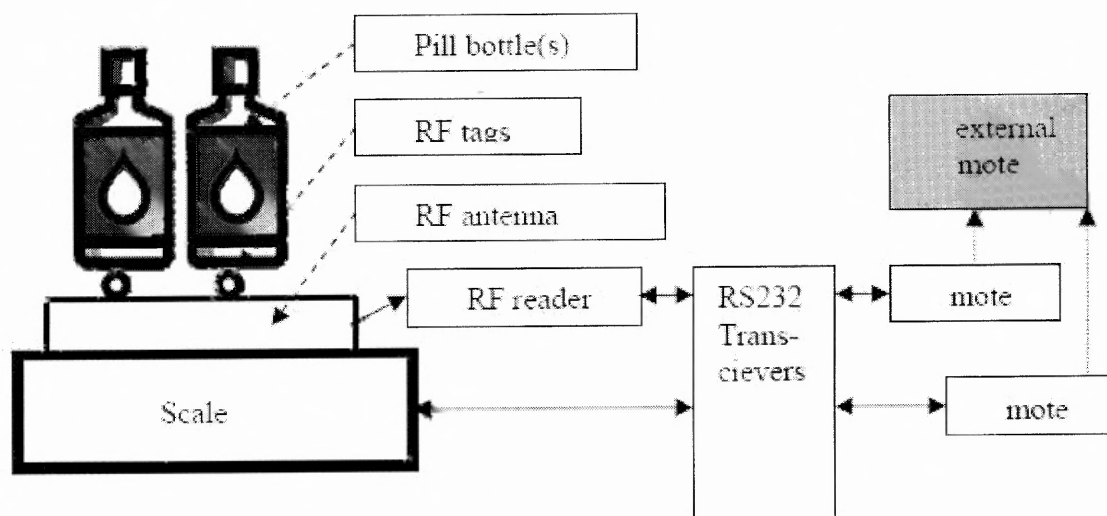 Pill bottle(s)
RF tags
RF antenna
external
mote
RF reader
RS232
Trans-
cievers
mote
mote
Scale